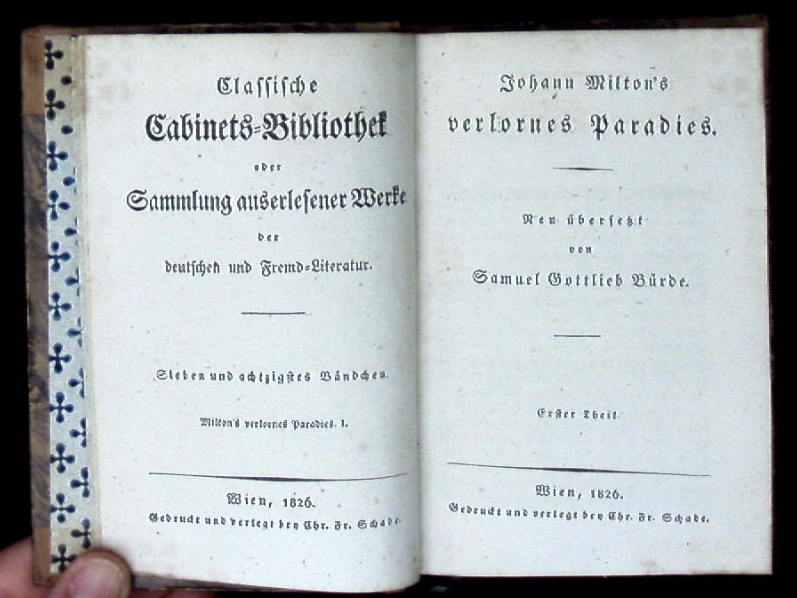 Classische
Cabinets-Bibliothek
oder
Sammlung auserlesener Werke
der
deutschen und Fremd-Literatur.
Sieben und achtzigstes Bändchen.
Milton's verlornes Paradies. 1.
Wien, 1826.
Gedruckt und verlegt bey Chr. Fr. Schade.
Johann Milton's
verlornes Paradies.
Neu übersetzt
von
Samuel Gottlieb Bürde.
Erster Theil
Wien, 1826.
Gedruckt und verlegt bey Chr. Fr. Schade.